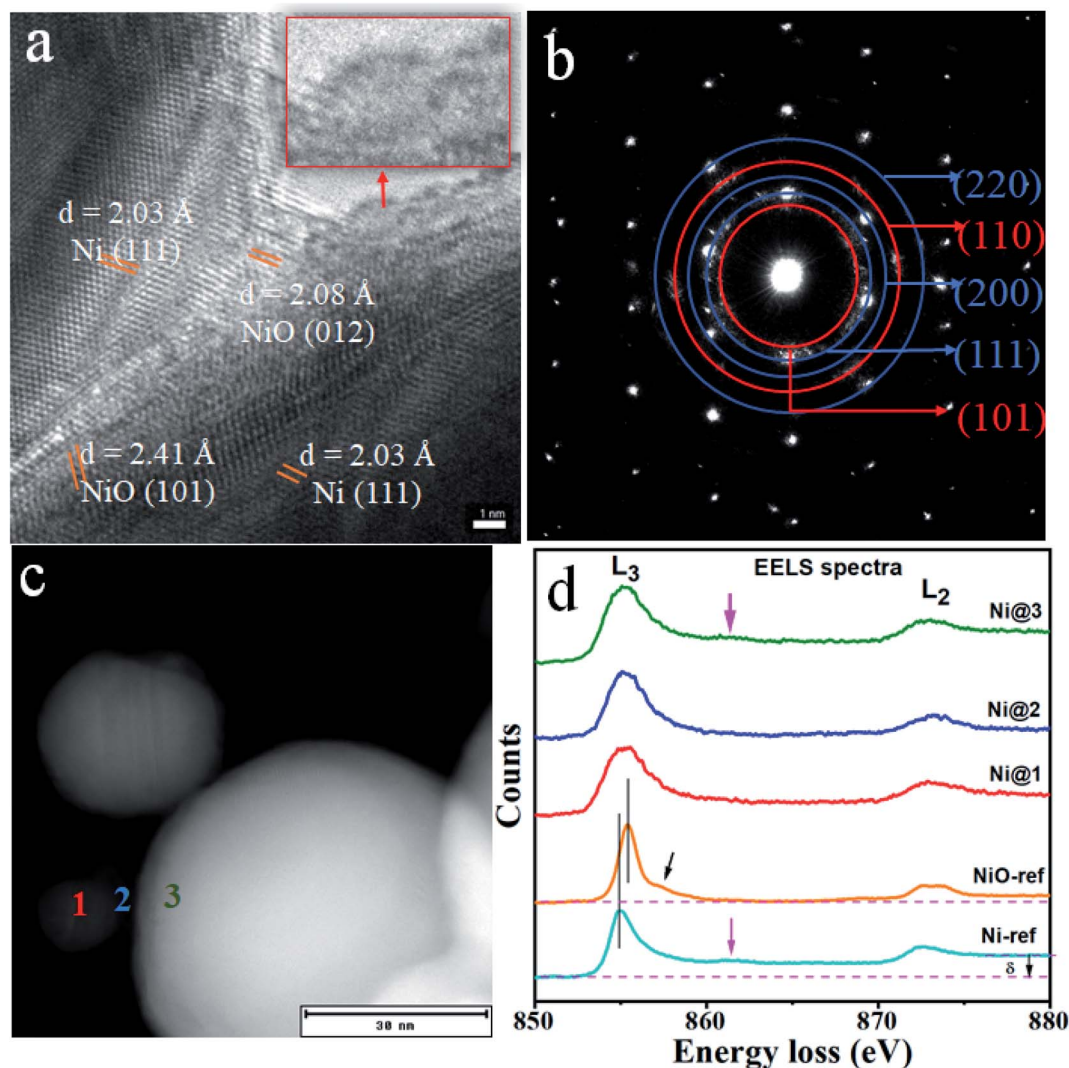 a
d = 2.03 Å
Ni (111)
d = 2.08 Å
NiO (012)
d = 2.41 Å
NiO (101)
d = 2.03 Å
Ni (111)
1 nm
b
(220)
(110)
(200)
(111)
(101)
c
1
2
3
30 nm
d
L3
EELS spectra
L2
Ni@3
Ni@2
Ni@1
NiO-ref
Ni-ref
δ
Counts
850
860
870
880
Energy loss (eV)